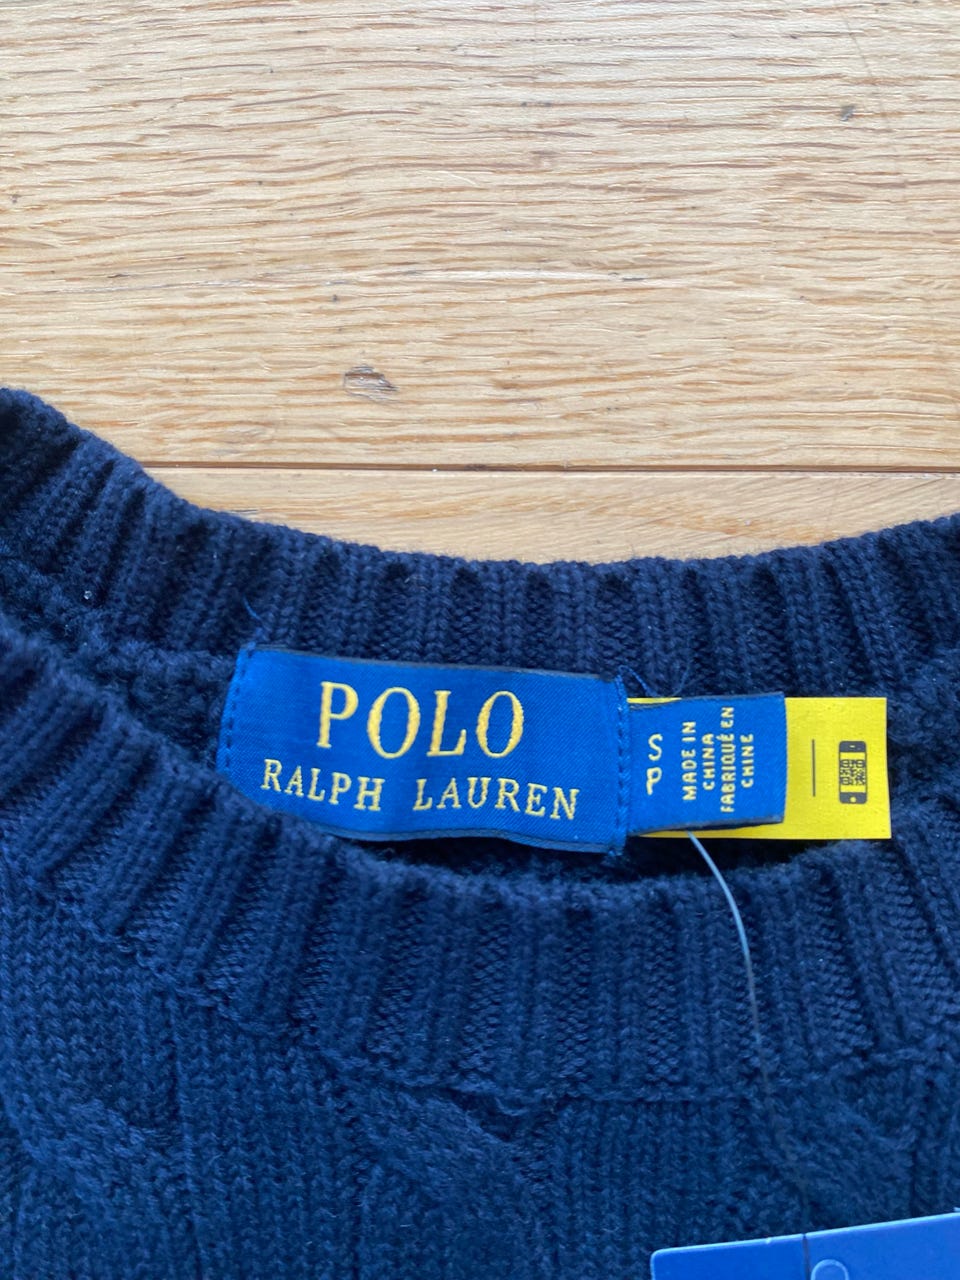 POLO
RALPH LAUREN
S
P
MADE IN
CHINA
FABRIQUÉ EN
CHINE